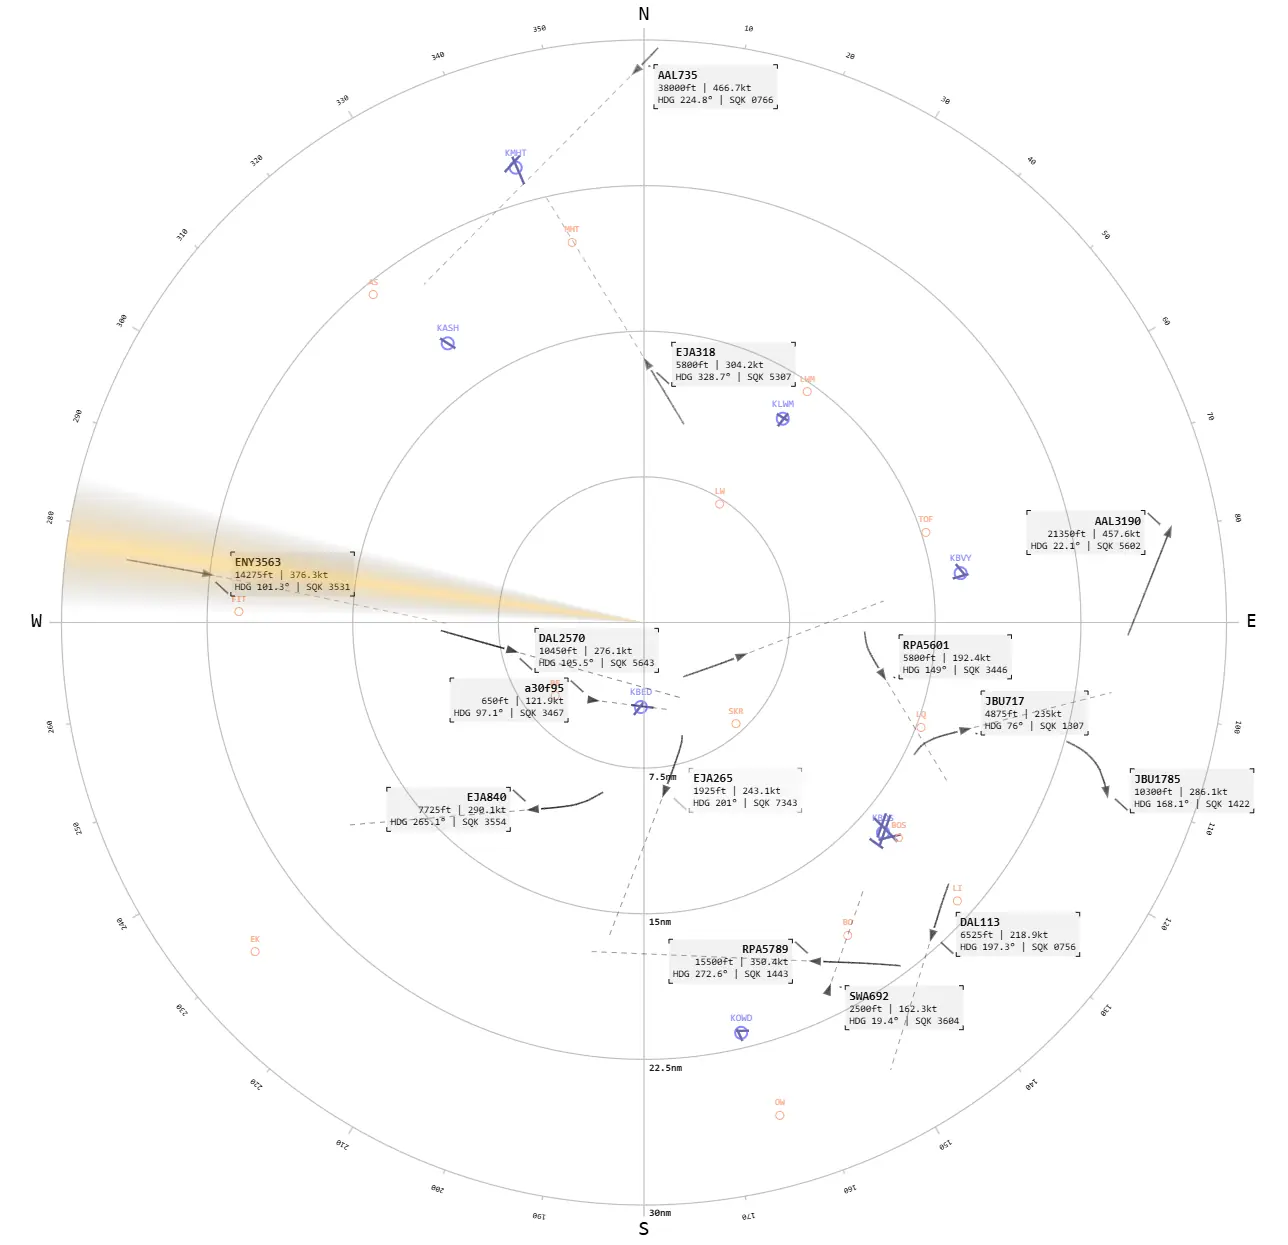 N
350
10
340
20
AAL735
38000ft | 466.7kt
HDG 224.8° | SQK 0766
330
30
KMHT
320
40
MNT
310
50
AS
300
60
KASH
EJA318
5800ft | 304.2kt
HDG 328.7° | SQK 5307
LWM
KLWM
290
70
LW
280
80
AAL3190
21350ft | 457.6kt
HDG 22.1° | SQK 5602
TOF
KBVY
ENY3563
14275ft | 376.3kt
HDG 101.3° | SQK 3531
FIT
W
E
DAL2570
10450ft | 276.1kt
HDG 105.5° | SQK 5643
RPA5601
5800ft | 192.4kt
HDG 149° | SQK 3446
a30f95
650ft | 121.9kt
HDG 97.1° | SQK 3467
KBED
SKR
LQ
JBU717
4875ft | 235kt
HDG 76° | SQK 1307
260
100
7.5nm
EJA265
1925ft | 243.1kt
HDG 201° | SQK 7343
JBU1785
10300ft | 286.1kt
HDG 168.1° | SQK 1422
EJA840
7725ft | 290.1kt
HDG 265.1° | SQK 3554
KBOS
BOS
250
110
LI
15nm
240
120
BO
DAL113
6525ft | 218.9kt
HDG 197.3° | SQK 0756
EK
RPA5789
15500ft | 350.4kt
HDG 272.6° | SQK 1443
SWA692
2500ft | 162.3kt
HDG 19.4° | SQK 3604
230
130
KOWD
22.5nm
220
140
OW
210
150
200
160
190
170
30nm
S